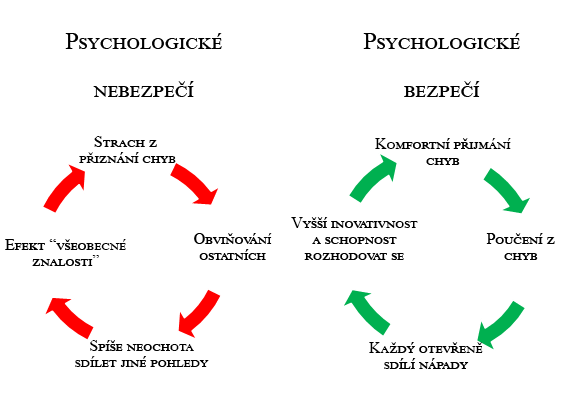 Psychologické
nebezpečí
Strach z
přiznání chyb
Obviňování
ostatních
Spíše neochota
sdílet jiné pohledy
Efekt “všeobecné
znalosti”
Psychologické
bezpečí
Komfortní přijmání
chyb
Poučení z
chyb
Každý otevřeně
sdílí nápady
Vyšší inovativnost
a schopnost
rozhodovat se